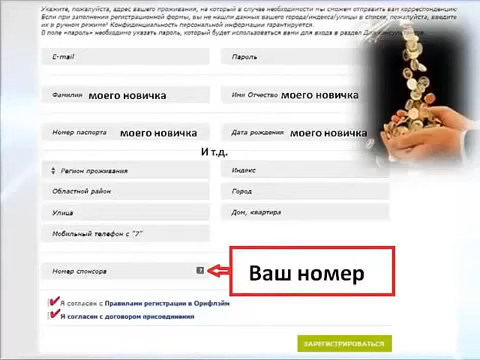 Укажите, пожалуйста, адрес вашего проживания, на который в случае необходимости мы сможем отправить вам корреспонденцию
Если при заполнении регистрационной формы, вы не нашли данных вашего города/индекса/улицы в списке, пожалуйста, введите
их в ручном режиме! Конфиденциальность персональной информации гарантируется.
В поле «пароль» необходимо указать пароль, который будет использоваться вами для входа в раздел Для
E-mail
Пароль
Фамилия моего новичка
Имя Отчество моего новичка
Номер паспорта моего новичка
Дата рождения моего новичка
И т.д.
Регион проживания
Индекс
Областной район
Город
Улица
Дом, квартира
Мобильный телефон с "7"
Номер спонсора ?
Ваш номер
Я согласен с Правилами регистрации в Орифлэйм
Я согласен с договором присоединения
ЗАРЕГИСТРИРОВАТЬСЯ